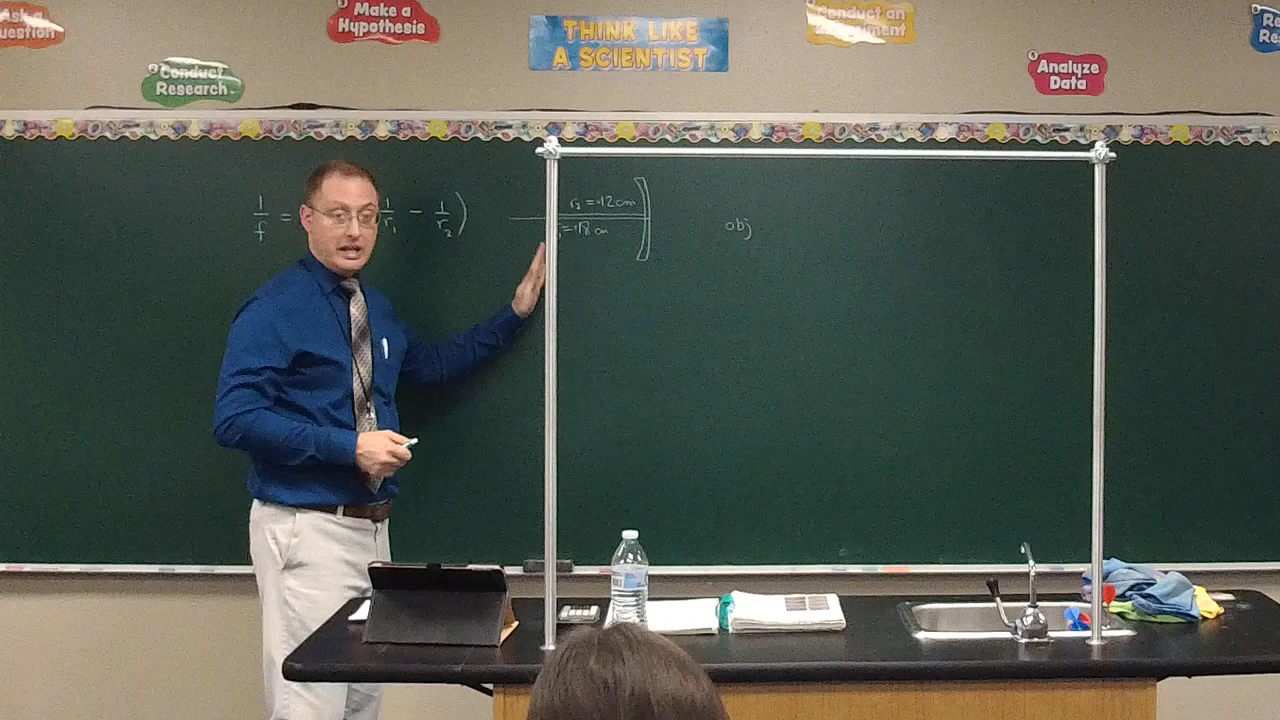 Make a
Hypothesis
THINK LIKE
A SCIENTIST
Conduct an
Conduct
Research
Analyze
Data
1/f = 1/r₁ - 1/r₂)
r₂ = +12 cm
= +18 cm
obj